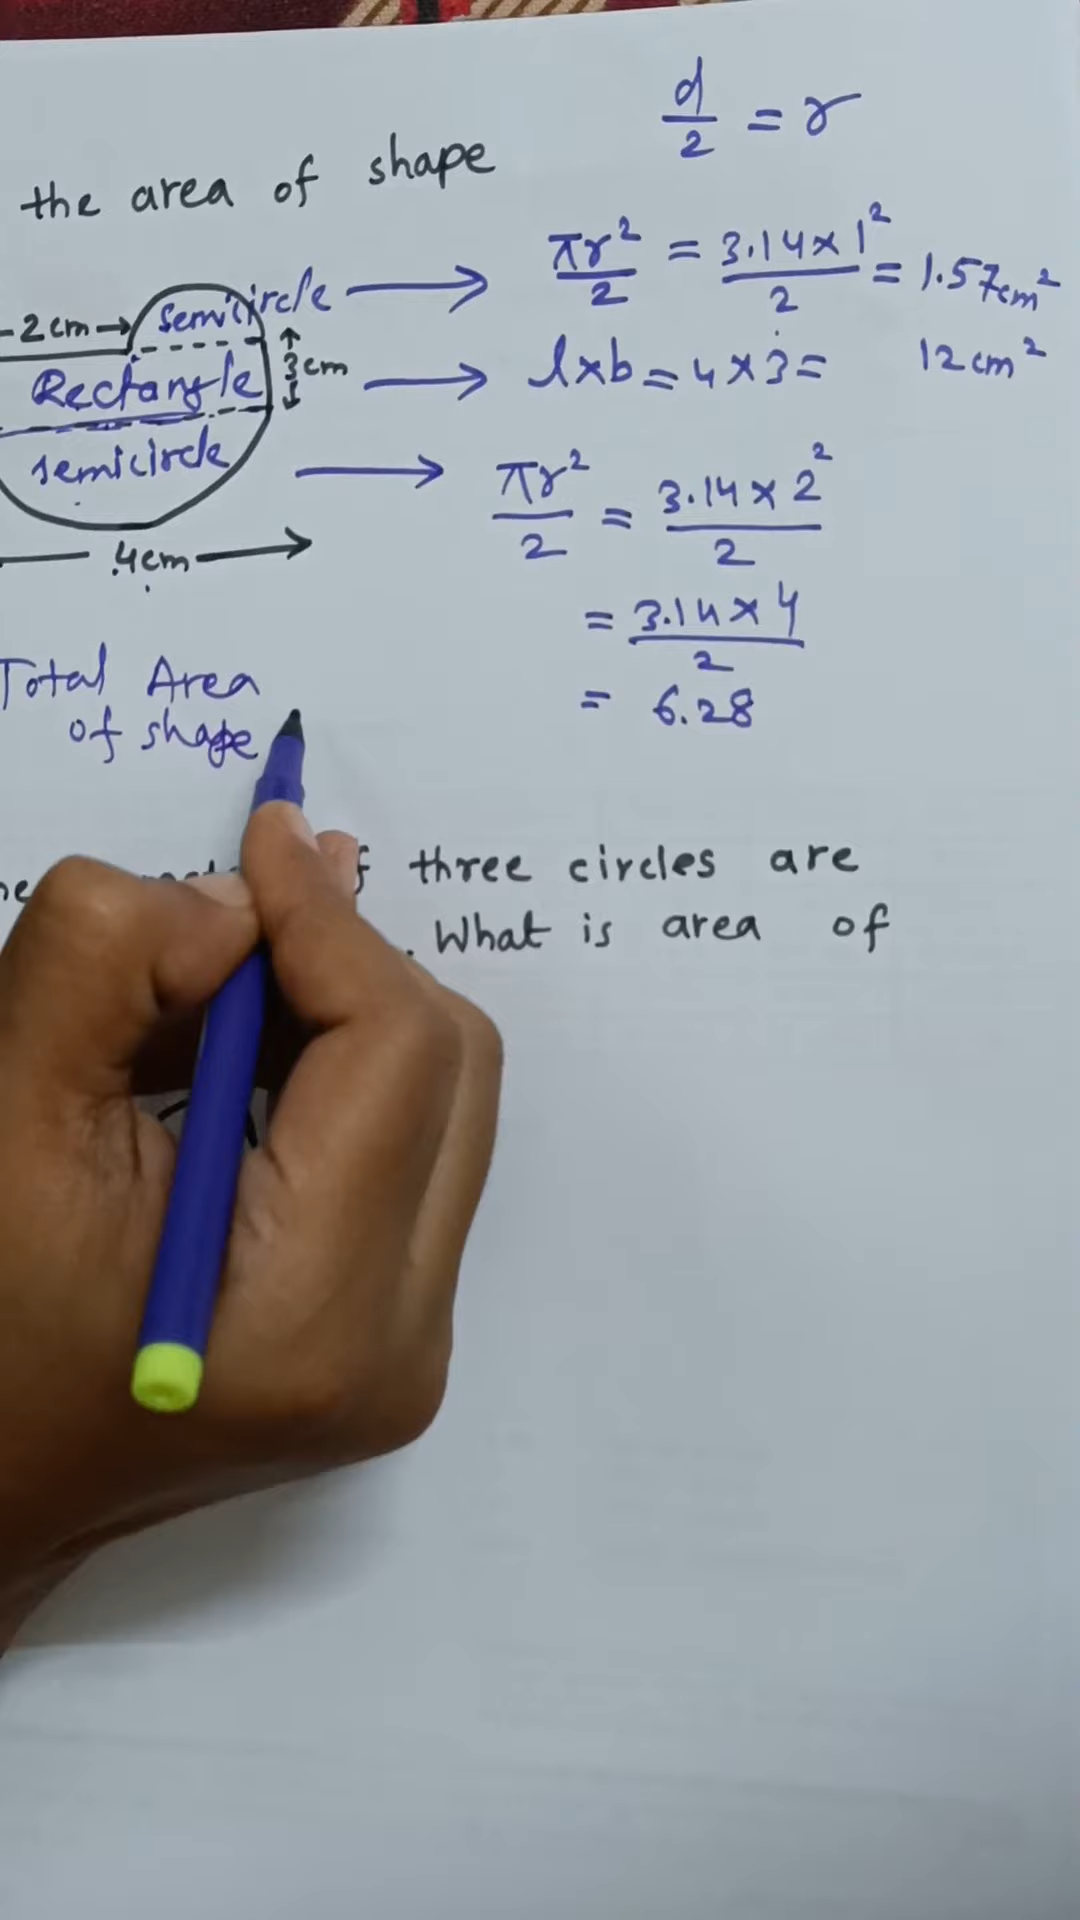 d/2 = r
the area of shape
πr²/2 = 3.14 × 1²/2 = 1.57cm²
semicircle
2cm
Rectangle
3cm
l×b = 4 × 3 = 12cm²
semicircle
πr²/2 = 3.14 × 2²/2
4cm
= 3.14 × 4/2
Total Area
= 6.28
of shape
three circles are
. What is area of